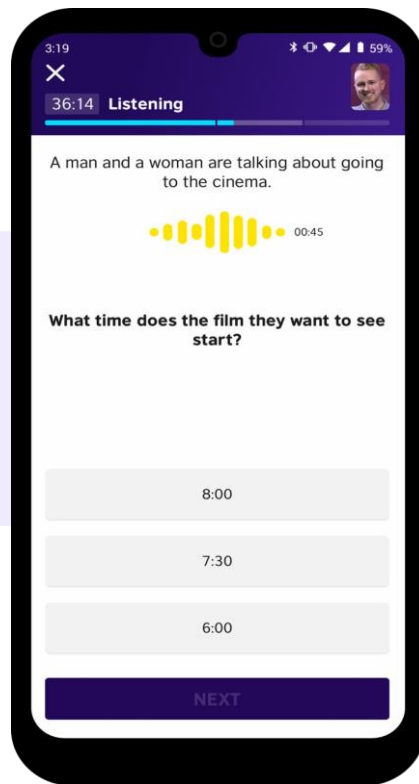 3:19 59%
36:14 Listening
A man and a woman are talking about going
to the cinema.
00:45
What time does the film they want to see
start?
8:00
7:30
6:00
NEXT